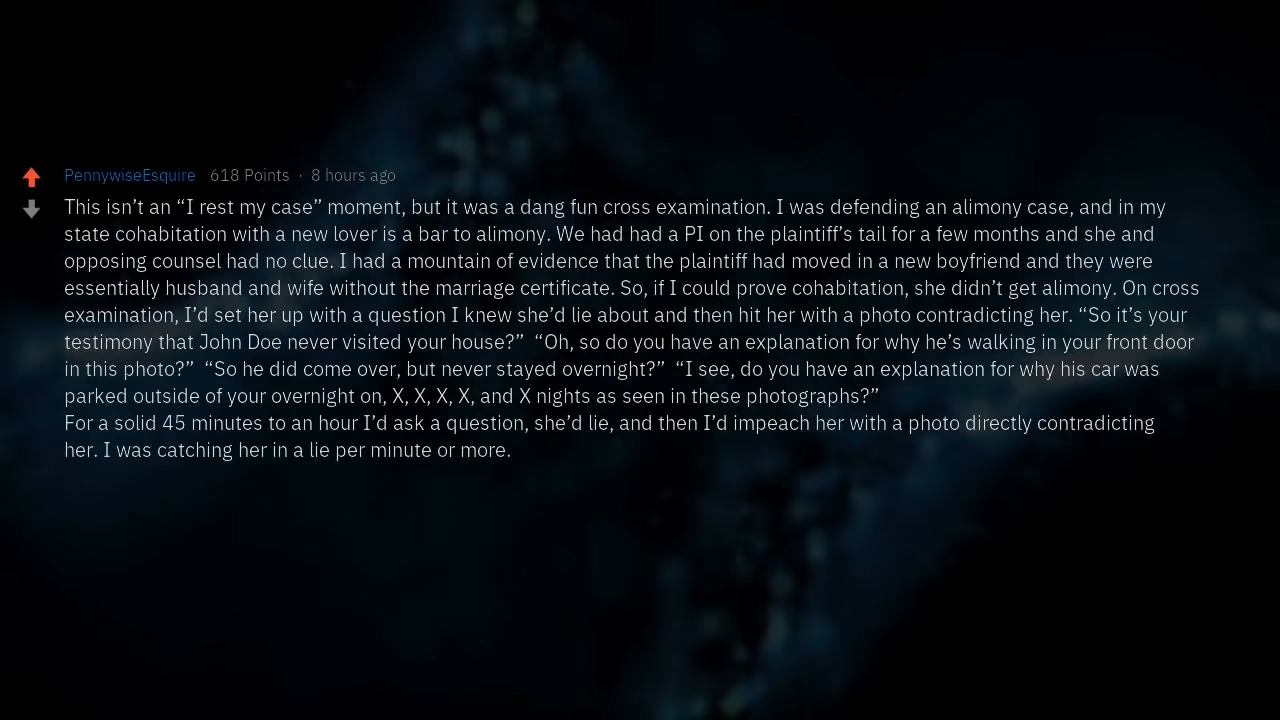 PennywiseEsquire 618 Points · 8 hours ago
This isn’t an “I rest my case” moment, but it was a dang fun cross examination. I was defending an alimony case, and in my
state cohabitation with a new lover is a bar to alimony. We had had a PI on the plaintiff’s tail for a few months and she and
opposing counsel had no clue. I had a mountain of evidence that the plaintiff had moved in a new boyfriend and they were
essentially husband and wife without the marriage certificate. So, if I could prove cohabitation, she didn’t get alimony. On cross
examination, I’d set her up with a question I knew she’d lie about and then hit her with a photo contradicting her. “So it’s your
testimony that John Doe never visited your house?”  “Oh, so do you have an explanation for why he’s walking in your front door
in this photo?”  “So he did come over, but never stayed overnight?”  “I see, do you have an explanation for why his car was
parked outside of your overnight on, X, X, X, X, and X nights as seen in these photographs?”
For a solid 45 minutes to an hour I’d ask a question, she’d lie, and then I’d impeach her with a photo directly contradicting
her. I was catching her in a lie per minute or more.